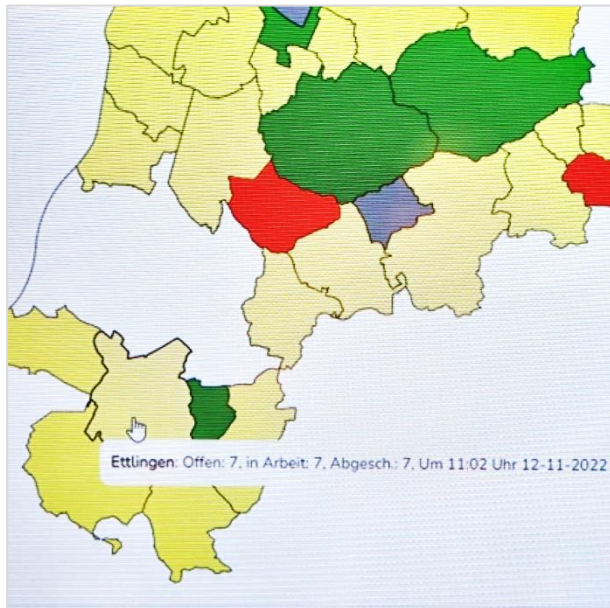 Ettlingen: Offen: 7, in Arbeit: 7, Abgesch.: 7, Um 11:02 Uhr 12-11-2022